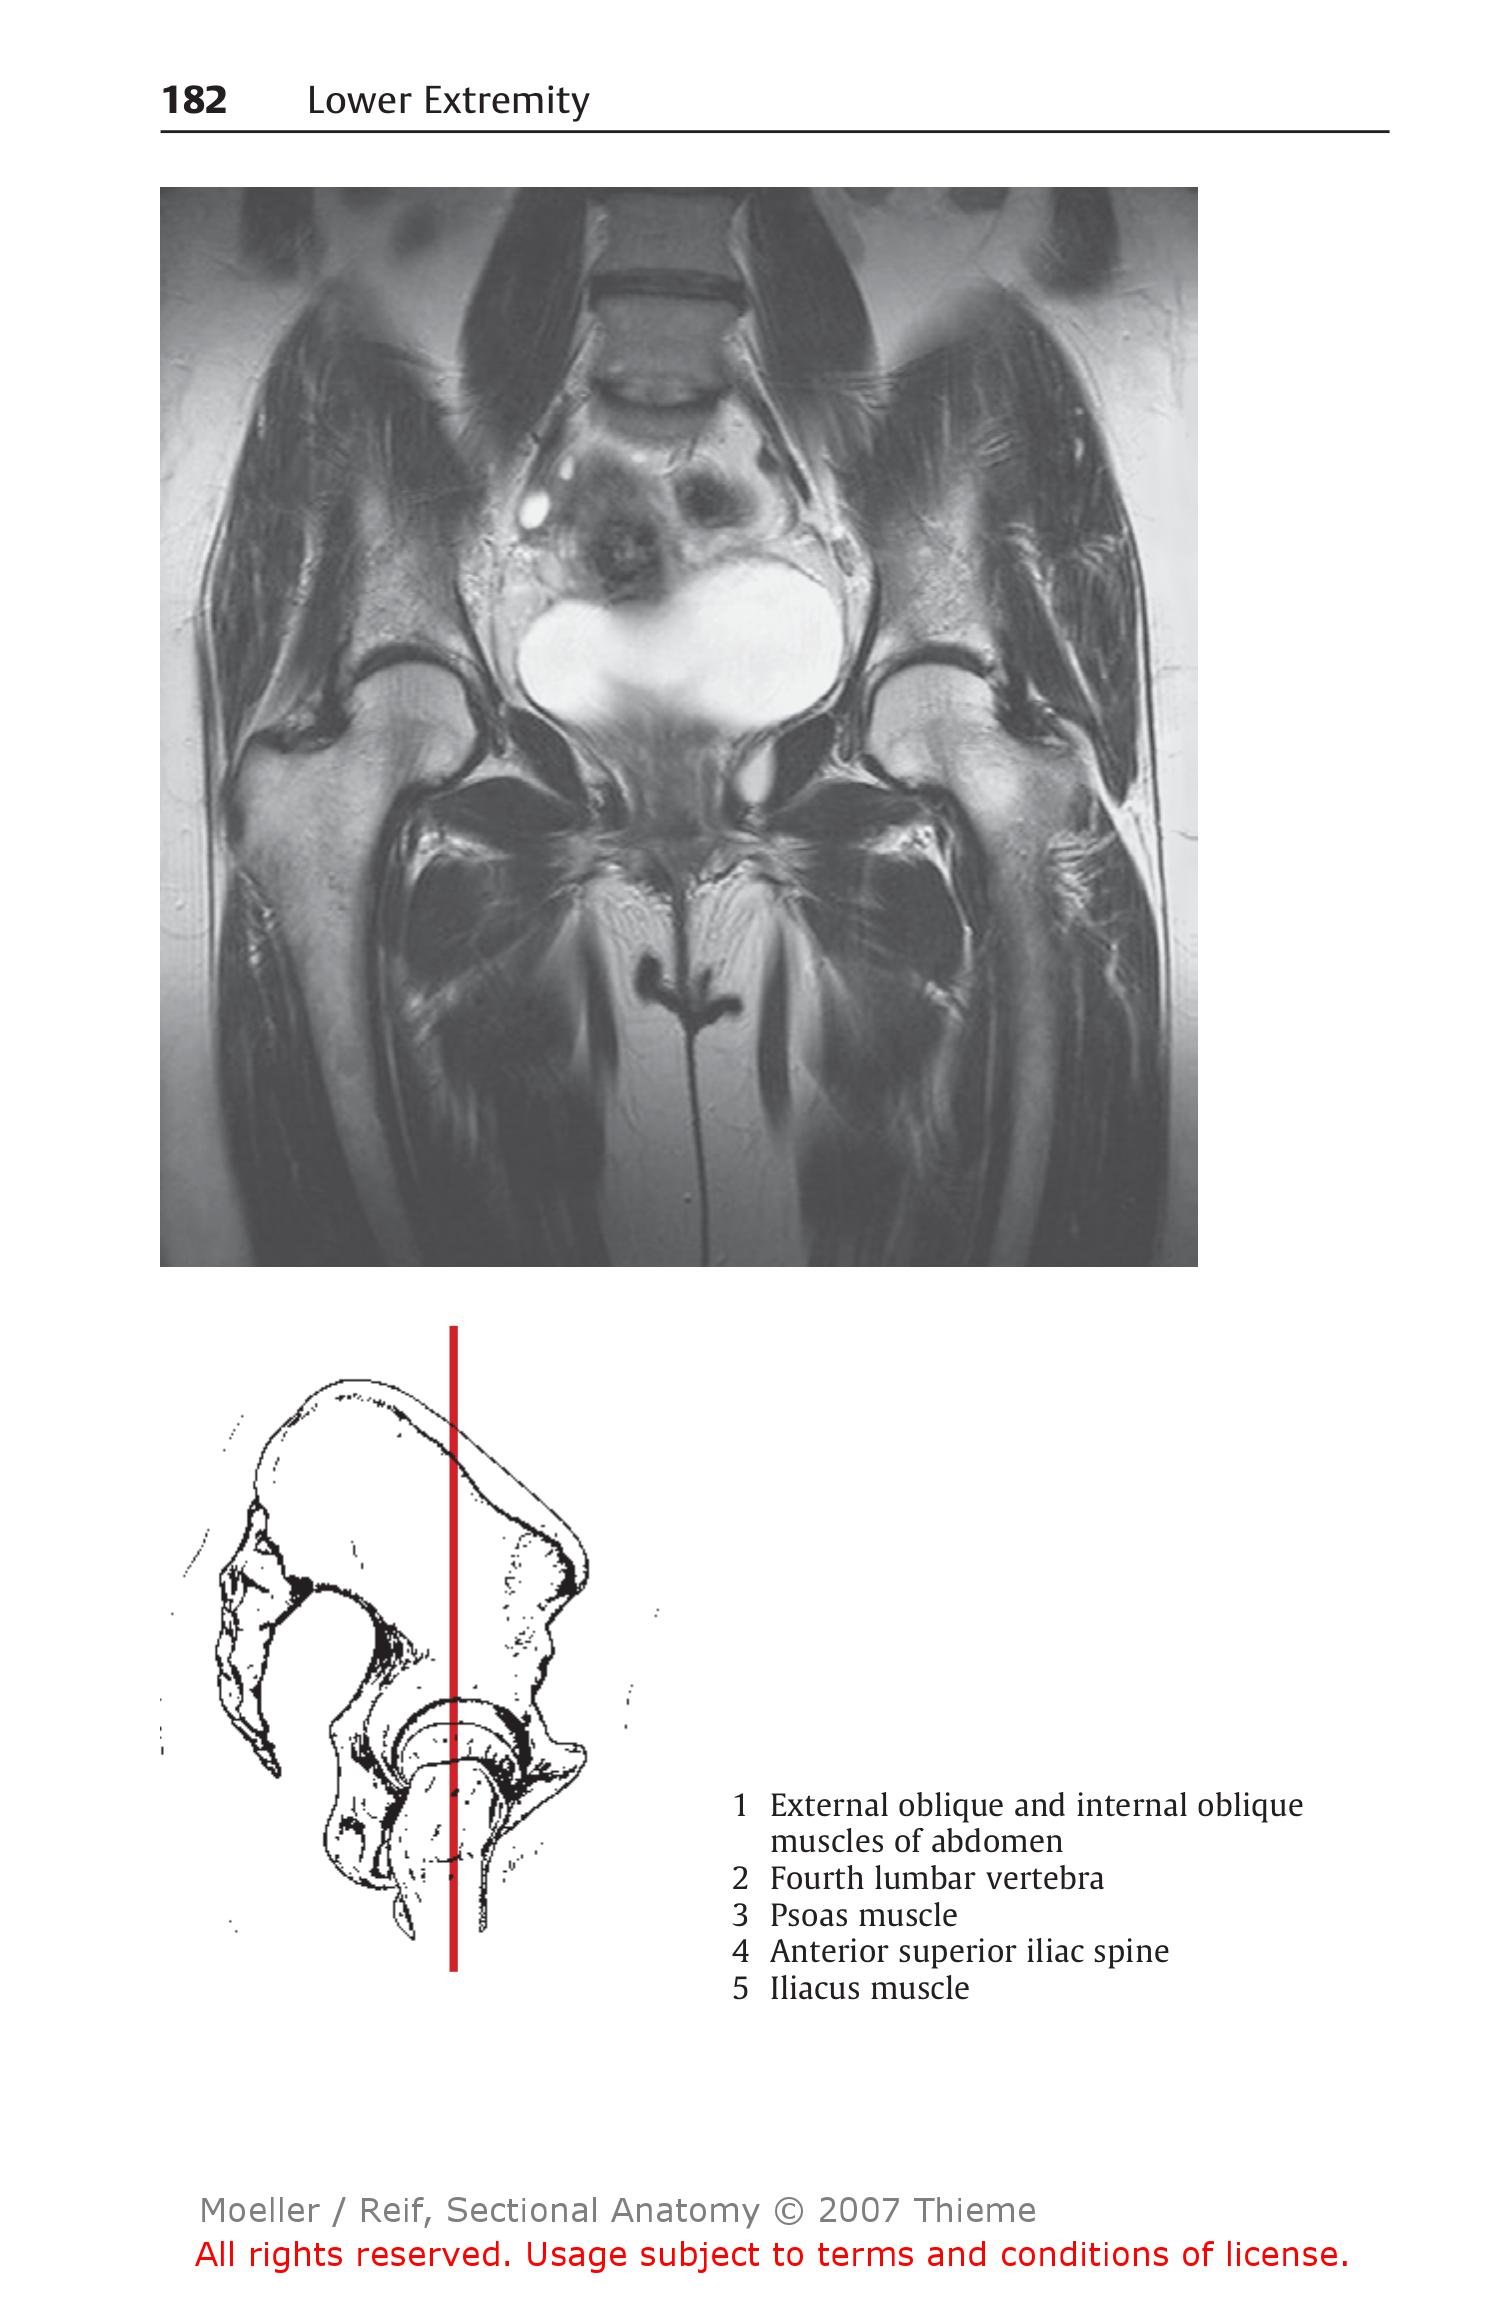 182 Lower Extremity
1 External oblique and internal oblique
muscles of abdomen
2 Fourth lumbar vertebra
3 Psoas muscle
4 Anterior superior iliac spine
5 Iliacus muscle
Moeller / Reif, Sectional Anatomy © 2007 Thieme
All rights reserved. Usage subject to terms and conditions of license.